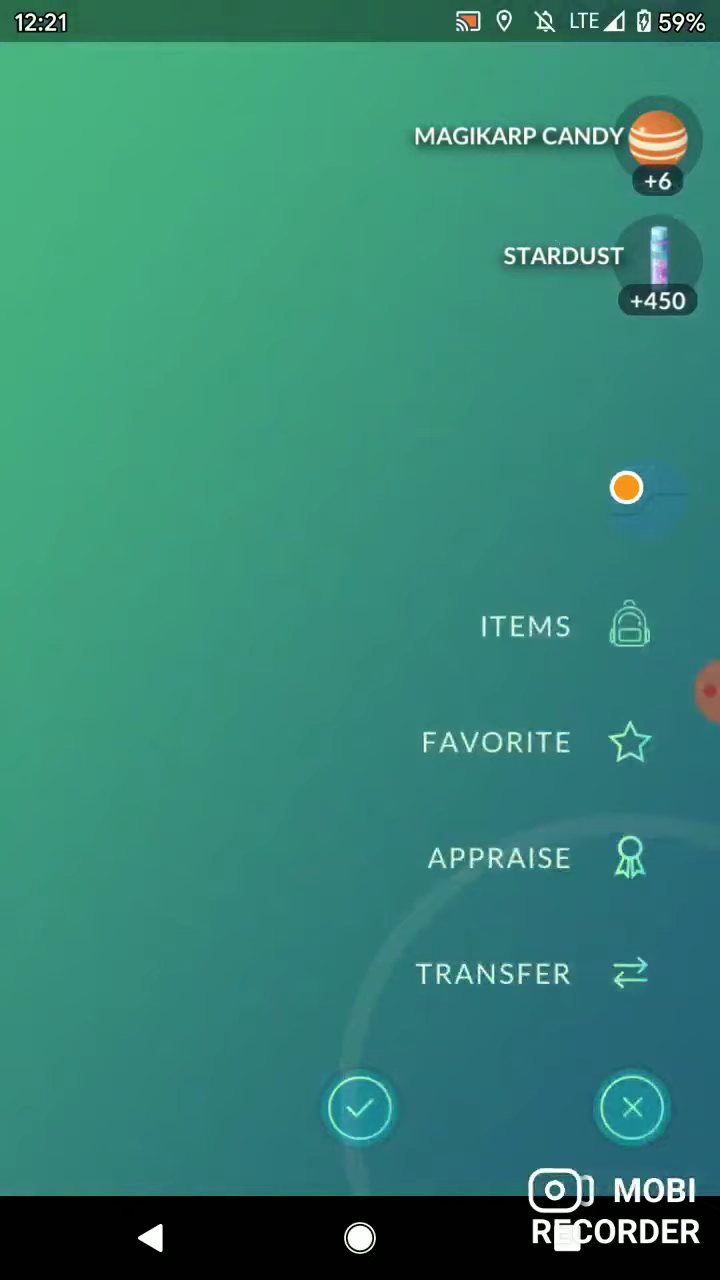 12:21 LTE 59%
MAGIKARP CANDY
+6
STARDUST
+450
ITEMS
FAVORITE
APPRAISE
TRANSFER
MOBI
RECORDER